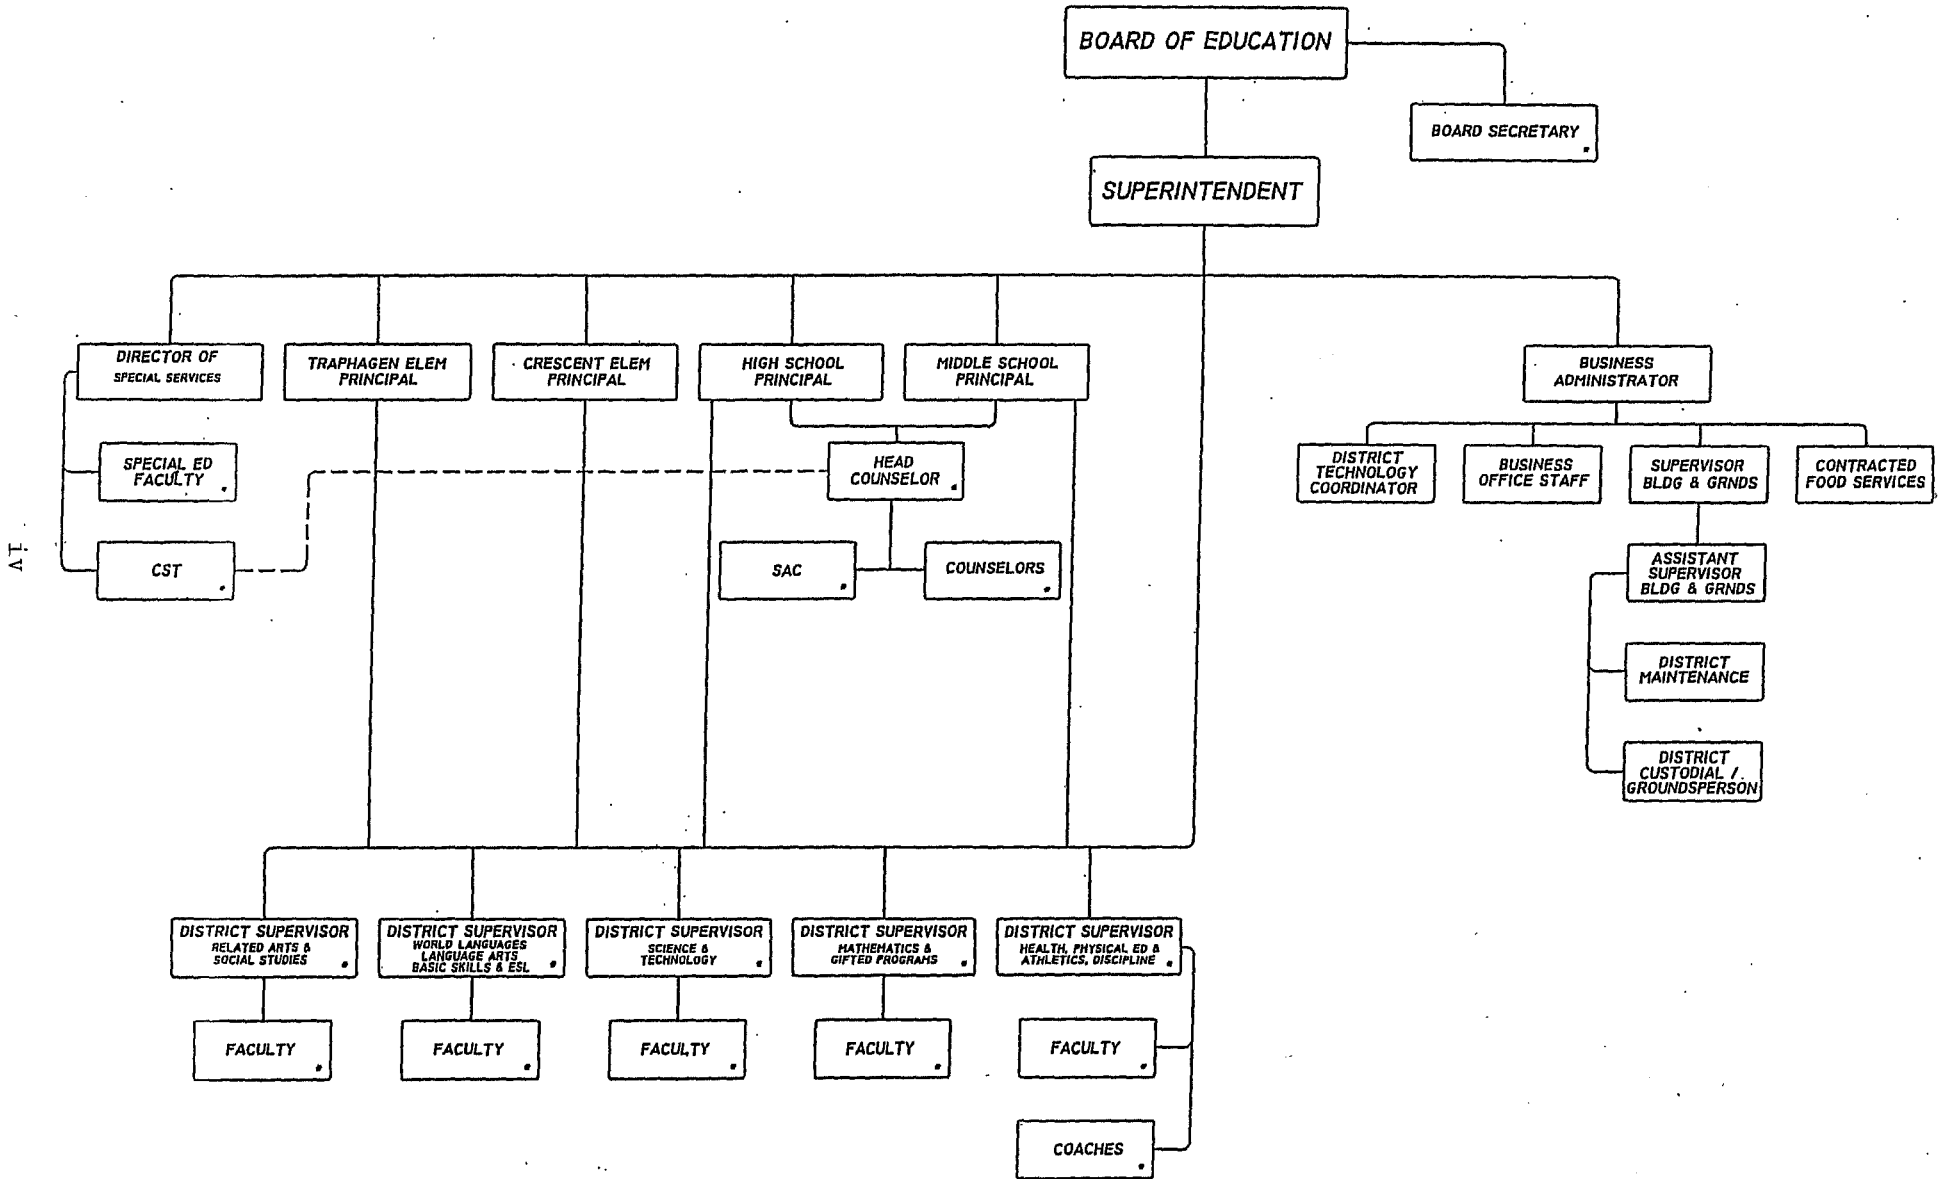 BOARD OF EDUCATION
BOARD SECRETARY
SUPERINTENDENT
DIRECTOR OF
SPECIAL SERVICES
TRAPHAGEN ELEM
PRINCIPAL
CRESCENT ELEM
PRINCIPAL
HIGH SCHOOL
PRINCIPAL
MIDDLE SCHOOL
PRINCIPAL
BUSINESS
ADMINISTRATOR
SPECIAL ED
FACULTY
HEAD
COUNSELOR
DISTRICT
TECHNOLOGY
COORDINATOR
BUSINESS
OFFICE STAFF
SUPERVISOR
BLDG & GRNDS
CONTRACTED
FOOD SERVICES
CST
SAC
COUNSELORS
ASSISTANT
SUPERVISOR
BLDG & GRNDS
DISTRICT
MAINTENANCE
DISTRICT
CUSTODIAL /
GROUNDSPERSON
DISTRICT SUPERVISOR
RELATED ARTS &
SOCIAL STUDIES
DISTRICT SUPERVISOR
WORLD LANGUAGES
LANGUAGE ARTS
BASIC SKILLS & ESL
DISTRICT SUPERVISOR
SCIENCE &
TECHNOLOGY
DISTRICT SUPERVISOR
MATHEMATICS &
GIFTED PROGRAMS
DISTRICT SUPERVISOR
HEALTH, PHYSICAL ED &
ATHLETICS, DISCIPLINE
FACULTY
FACULTY
FACULTY
FACULTY
FACULTY
COACHES
iv